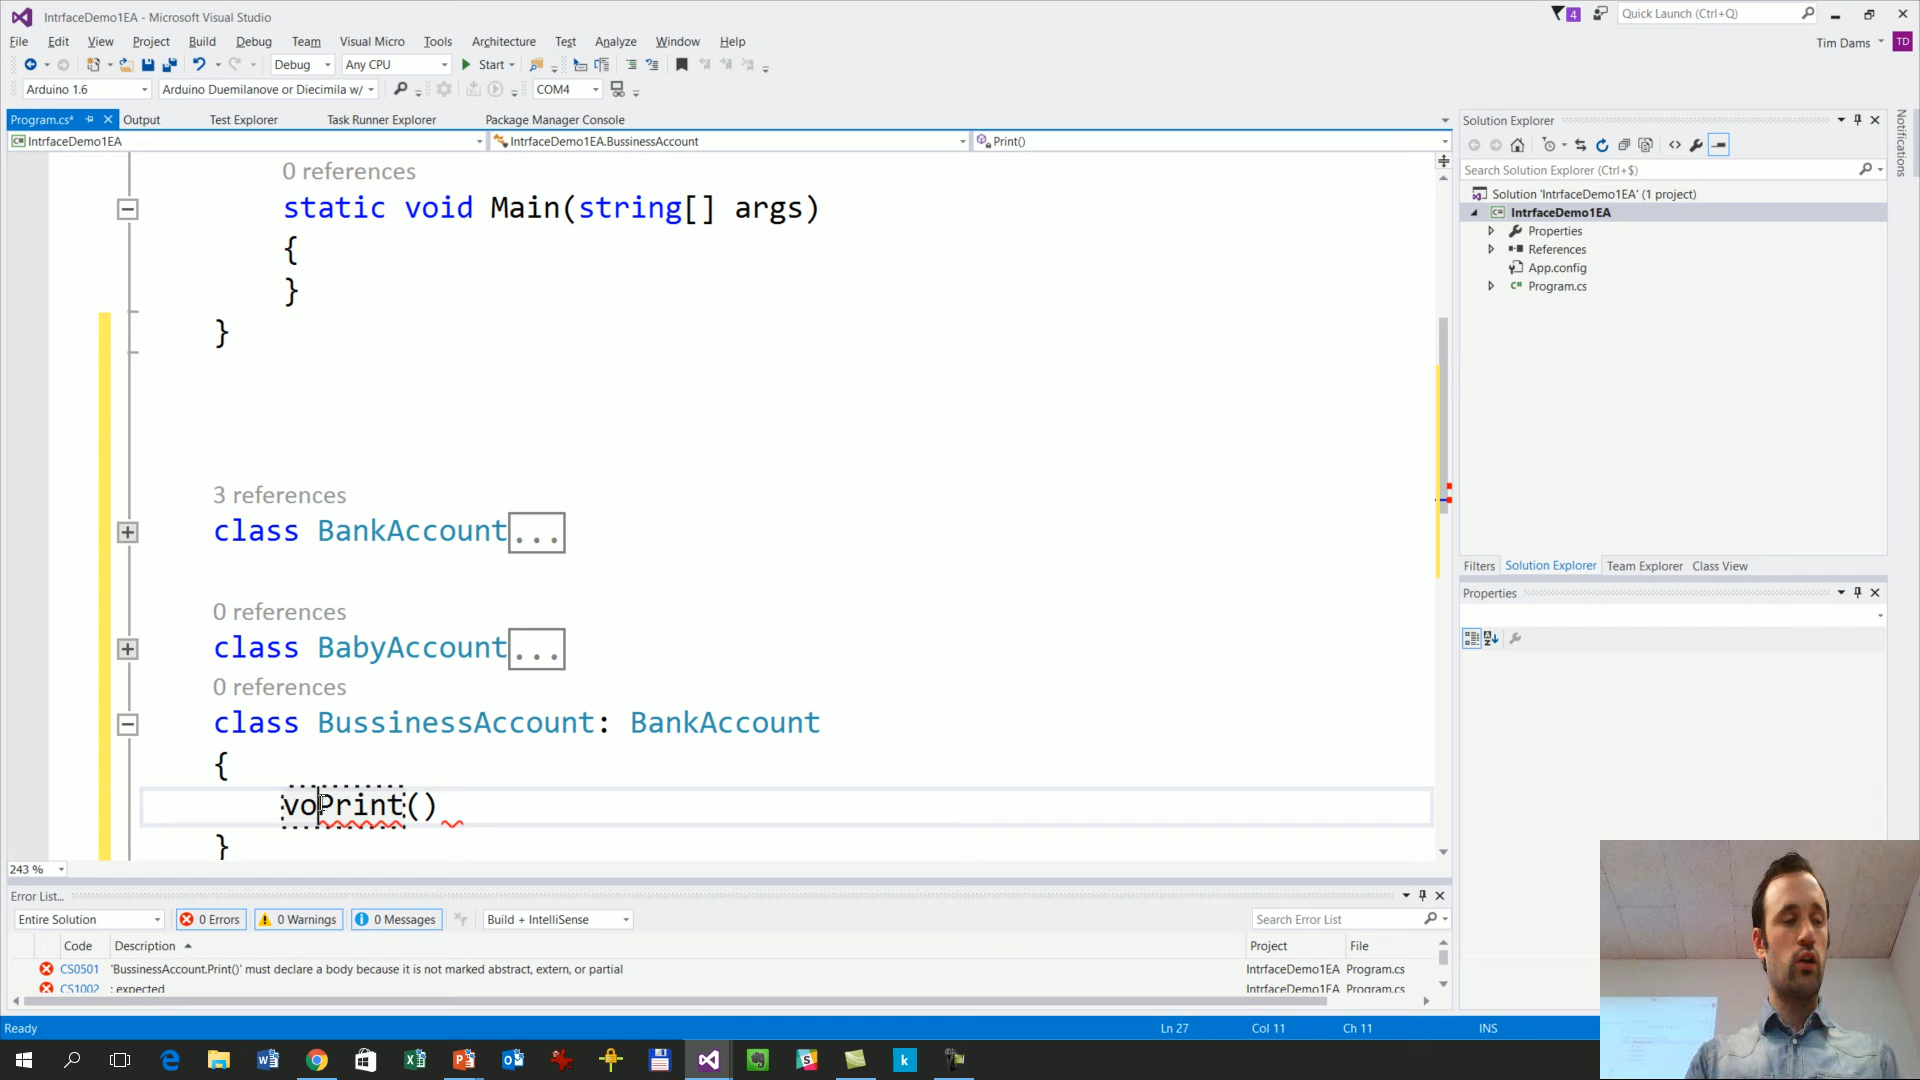 IntrfaceDemo1EA - Microsoft Visual Studio
4
Quick Launch (Ctrl+Q)
File Edit View Project Build Debug Team Visual Micro Tools Architecture Test Analyze Window Help
Tim Dams TD
Debug Any CPU Start
Arduino 1.6 Arduino Duemilanove or Diecimila w/ COM4
Program.cs* Output Test Explorer Task Runner Explorer Package Manager Console
IntrfaceDemo1EA IntrfaceDemo1EA.BussinessAccount Print()
0 references
static void Main(string[] args)
{
}
}
3 references
class BankAccount...
0 references
class BabyAccount...
0 references
class BussinessAccount: BankAccount
{
voPrint()
}
243 %
Error List...
Entire Solution 0 Errors 0 Warnings 0 Messages Build + IntelliSense Search Error List
Code Description Project File
CS0501 'BussinessAccount.Print()' must declare a body because it is not marked abstract, extern, or partial IntrfaceDemo1EA Program.cs
CS1002 ; expected IntrfaceDemo1EA Program.cs
Ready Ln 27 Col 11 Ch 11 INS
Solution Explorer
Search Solution Explorer (Ctrl+$)
Solution 'IntrfaceDemo1EA' (1 project)
IntrfaceDemo1EA
Properties
References
App.config
Program.cs
Filters Solution Explorer Team Explorer Class View
Properties
Notifications